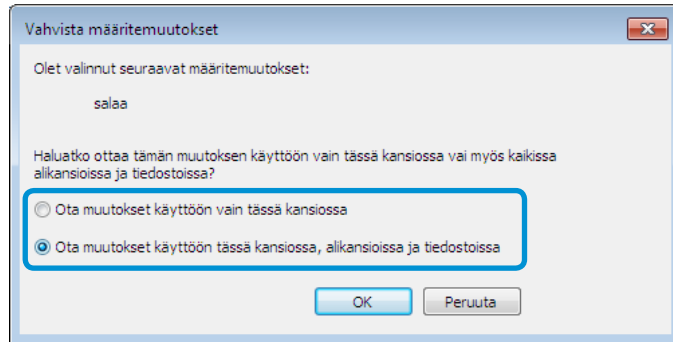 Vahvista määritemuutokset
Olet valinnut seuraavat määritemuutokset:
salaa
Haluatko ottaa tämän muutoksen käyttöön vain tässä kansiossa vai myös kaikissa
alikansioissa ja tiedostoissa?
Ota muutokset käyttöön vain tässä kansiossa
Ota muutokset käyttöön tässä kansiossa, alikansioissa ja tiedostoissa
OK Peruuta